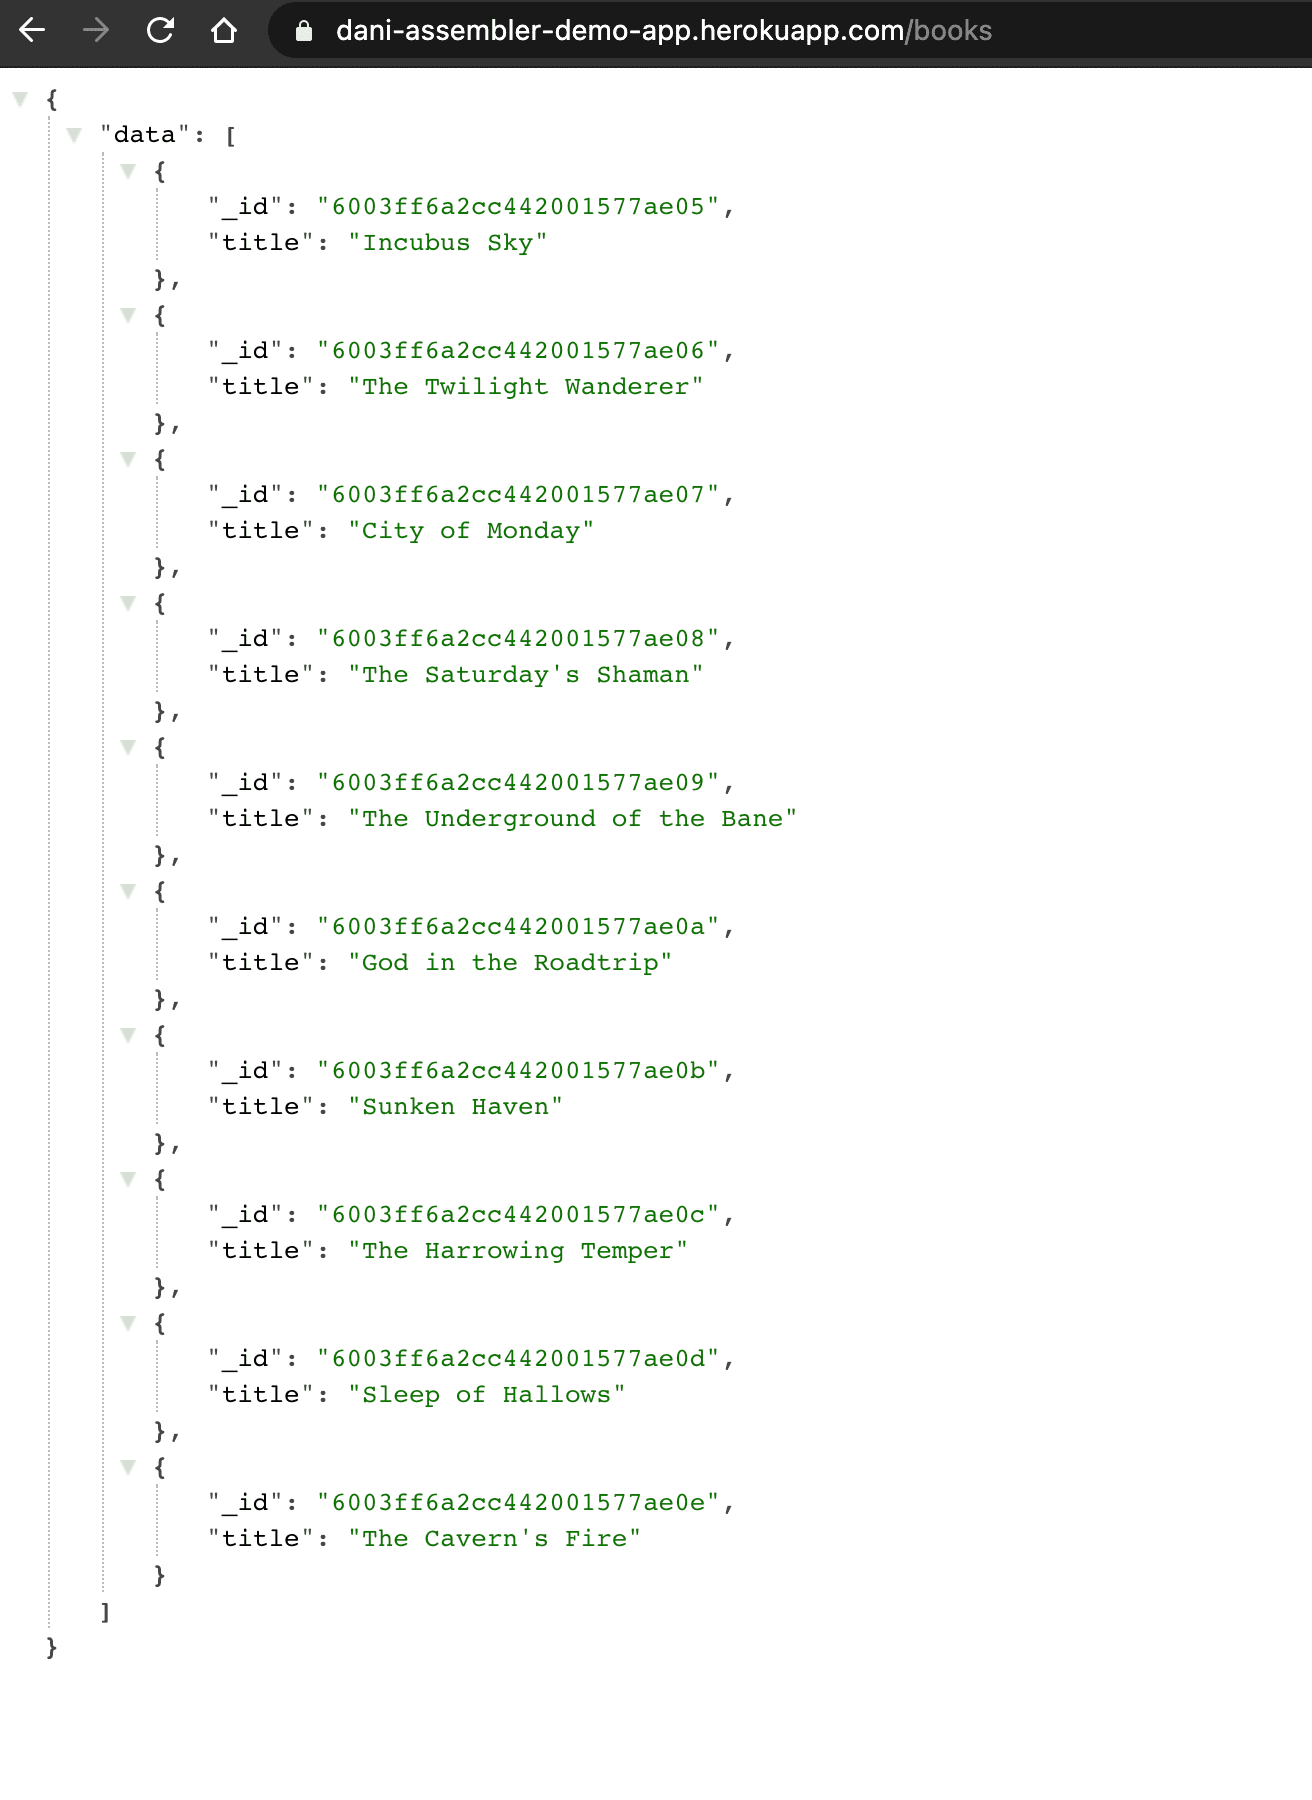 dani-assembler-demo-app.herokuapp.com/books
{
"data": [
{
"_id": "6003ff6a2cc442001577ae05",
"title": "Incubus Sky"
},
{
"_id": "6003ff6a2cc442001577ae06",
"title": "The Twilight Wanderer"
},
{
"_id": "6003ff6a2cc442001577ae07",
"title": "City of Monday"
},
{
"_id": "6003ff6a2cc442001577ae08",
"title": "The Saturday's Shaman"
},
{
"_id": "6003ff6a2cc442001577ae09",
"title": "The Underground of the Bane"
},
{
"_id": "6003ff6a2cc442001577ae0a",
"title": "God in the Roadtrip"
},
{
"_id": "6003ff6a2cc442001577ae0b",
"title": "Sunken Haven"
},
{
"_id": "6003ff6a2cc442001577ae0c",
"title": "The Harrowing Temper"
},
{
"_id": "6003ff6a2cc442001577ae0d",
"title": "Sleep of Hallows"
},
{
"_id": "6003ff6a2cc442001577ae0e",
"title": "The Cavern's Fire"
}
]
}